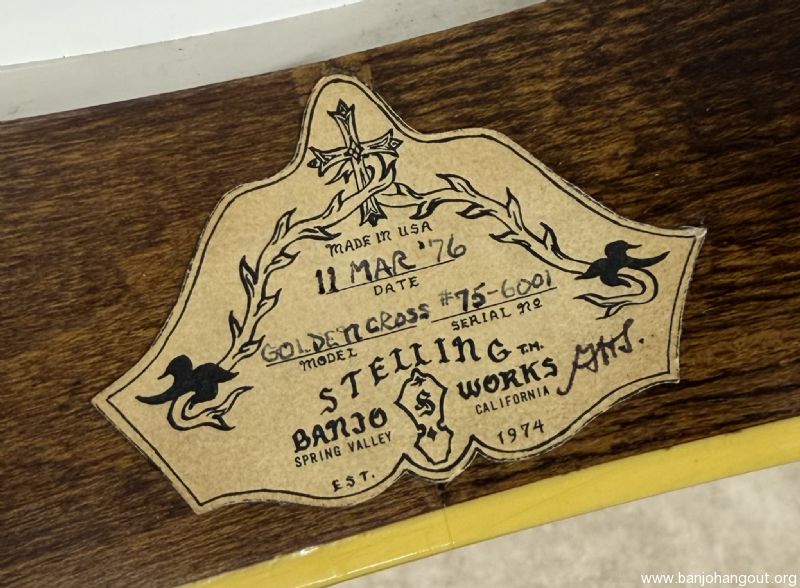 MADE IN USA
11 MAR '76
DATE
GOLDEN CROSS #75-6001
MODEL SERIAL Nº
STELLING T.M.
BANJO S WORKS GHS.
SPRING VALLEY CALIFORNIA
EST. 1974
www.banjohangout.org